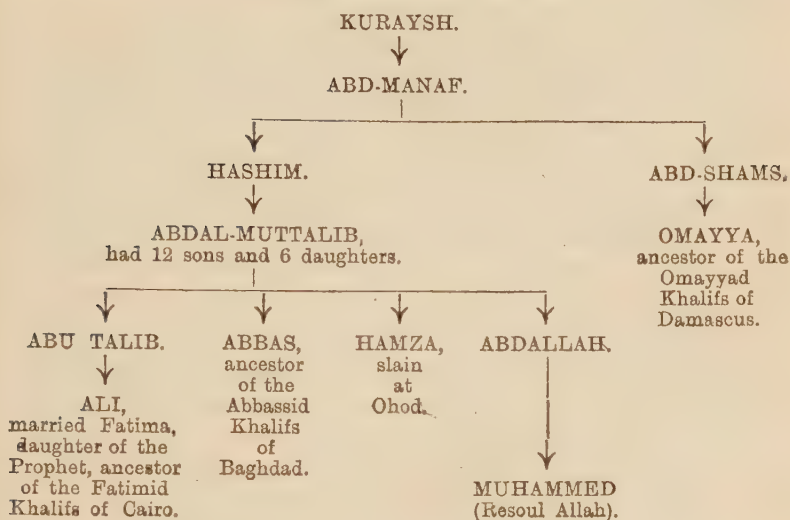 KURAYSH.
ABD-MANAF.
HASHIM.
ABD-SHAMS.
ABDAL-MUTTALIB,
had 12 sons and 6 daughters.
OMAYYA,
ancestor of the
Omayyad
Khalifs of
Damascus.
ABU TALIB.
ALI,
married Fatima,
daughter of the
Prophet, ancestor
of the Fatimid
Khalifs of Cairo.
ABBAS,
ancestor
of the
Abbassid
Khalifs
of
Baghdad.
HAMZA,
slain
at
Ohod.
ABDALLAH.
MUHAMMED
(Resoul Allah).